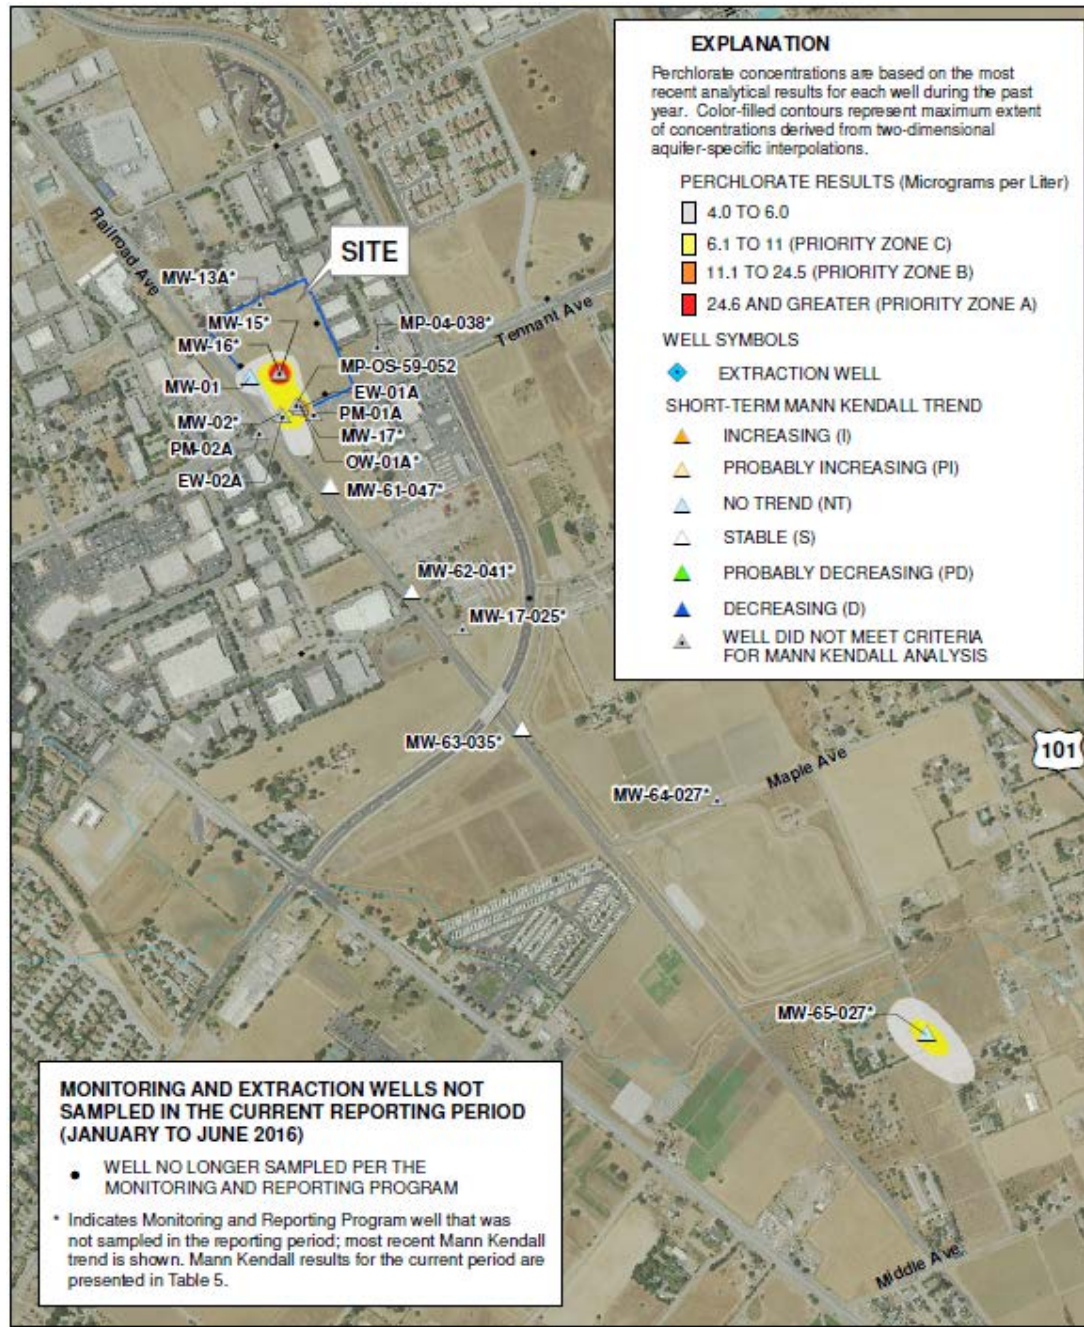 EXPLANATION
Perchlorate concentrations are based on the most
recent analytical results for each well during the past
year. Color-filled contours represent maximum extent
of concentrations derived from two-dimensional
aquifer-specific interpolations.
PERCHLORATE RESULTS (Micrograms per Liter)
4.0 TO 6.0
6.1 TO 11 (PRIORITY ZONE C)
11.1 TO 24.5 (PRIORITY ZONE B)
24.6 AND GREATER (PRIORITY ZONE A)
WELL SYMBOLS
EXTRACTION WELL
SHORT-TERM MANN KENDALL TREND
INCREASING (I)
PROBABLY INCREASING (PI)
NO TREND (NT)
STABLE (S)
PROBABLY DECREASING (PD)
DECREASING (D)
WELL DID NOT MEET CRITERIA
FOR MANN KENDALL ANALYSIS
Railroad Ave
SITE
MW-13A*
MW-15*
MP-04-038*
Tennant Ave
MW-16*
MP-OS-59-052
MW-01
EW-01A
PM-01A
MW-02*
MW-17*
PM-02A
OW-01A*
EW-02A
MW-61-047*
MW-62-041*
MW-17-025*
MW-63-035*
101
Maple Ave
MW-64-027*
MW-65-027*
Middle Ave
MONITORING AND EXTRACTION WELLS NOT
SAMPLED IN THE CURRENT REPORTING PERIOD
(JANUARY TO JUNE 2016)
WELL NO LONGER SAMPLED PER THE
MONITORING AND REPORTING PROGRAM
* Indicates Monitoring and Reporting Program well that was
not sampled in the reporting period; most recent Mann Kendall
trend is shown. Mann Kendall results for the current period are
presented in Table 5.